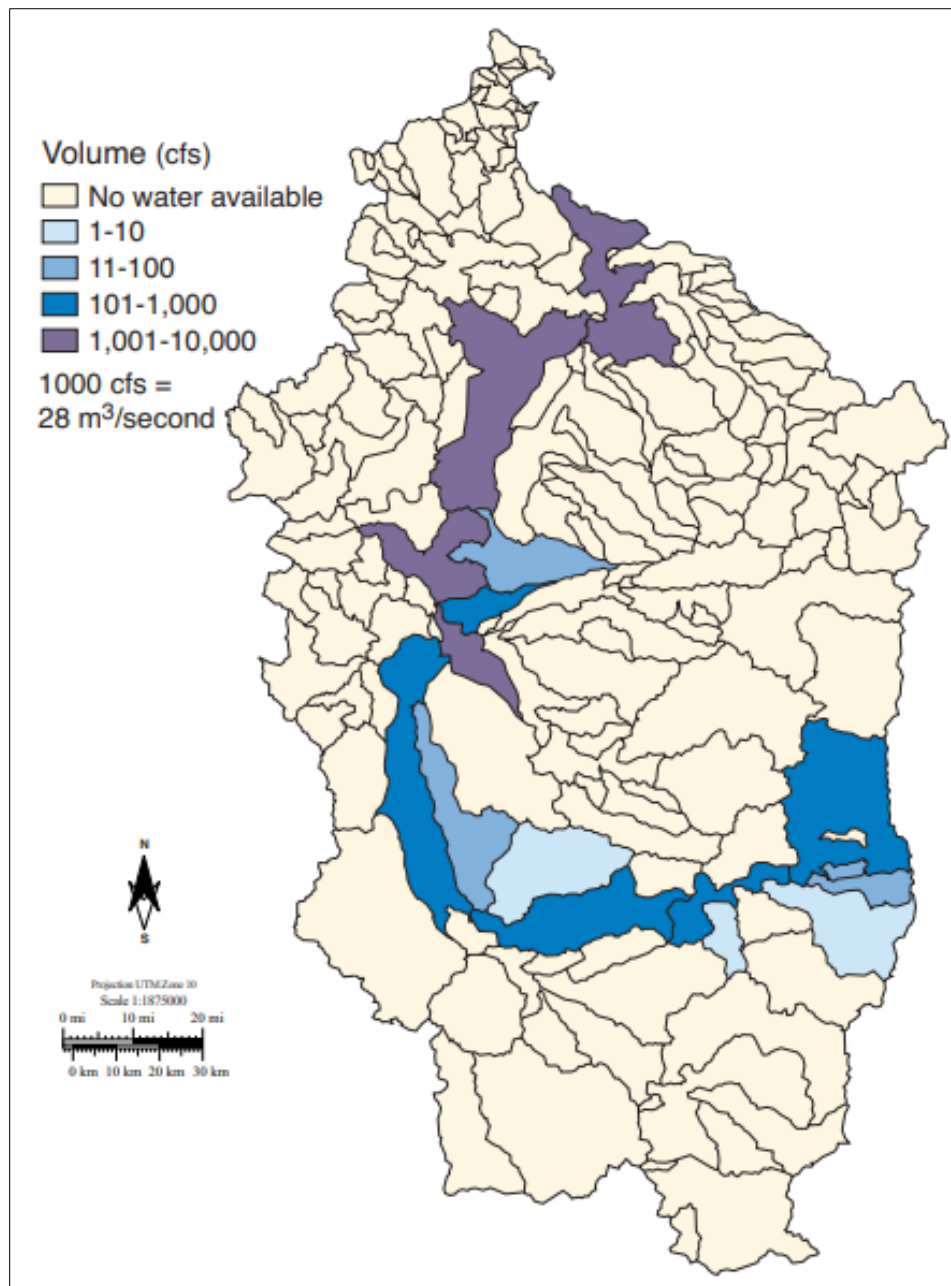 Volume (cfs)
No water available
1-10
11-100
101-1,000
1,001-10,000
1000 cfs =
28 m³/second
N
S
Projection UTM Zone 10
Scale 1:1875000
0 mi 10 mi 20 mi
0 km 10 km 20 km 30 km